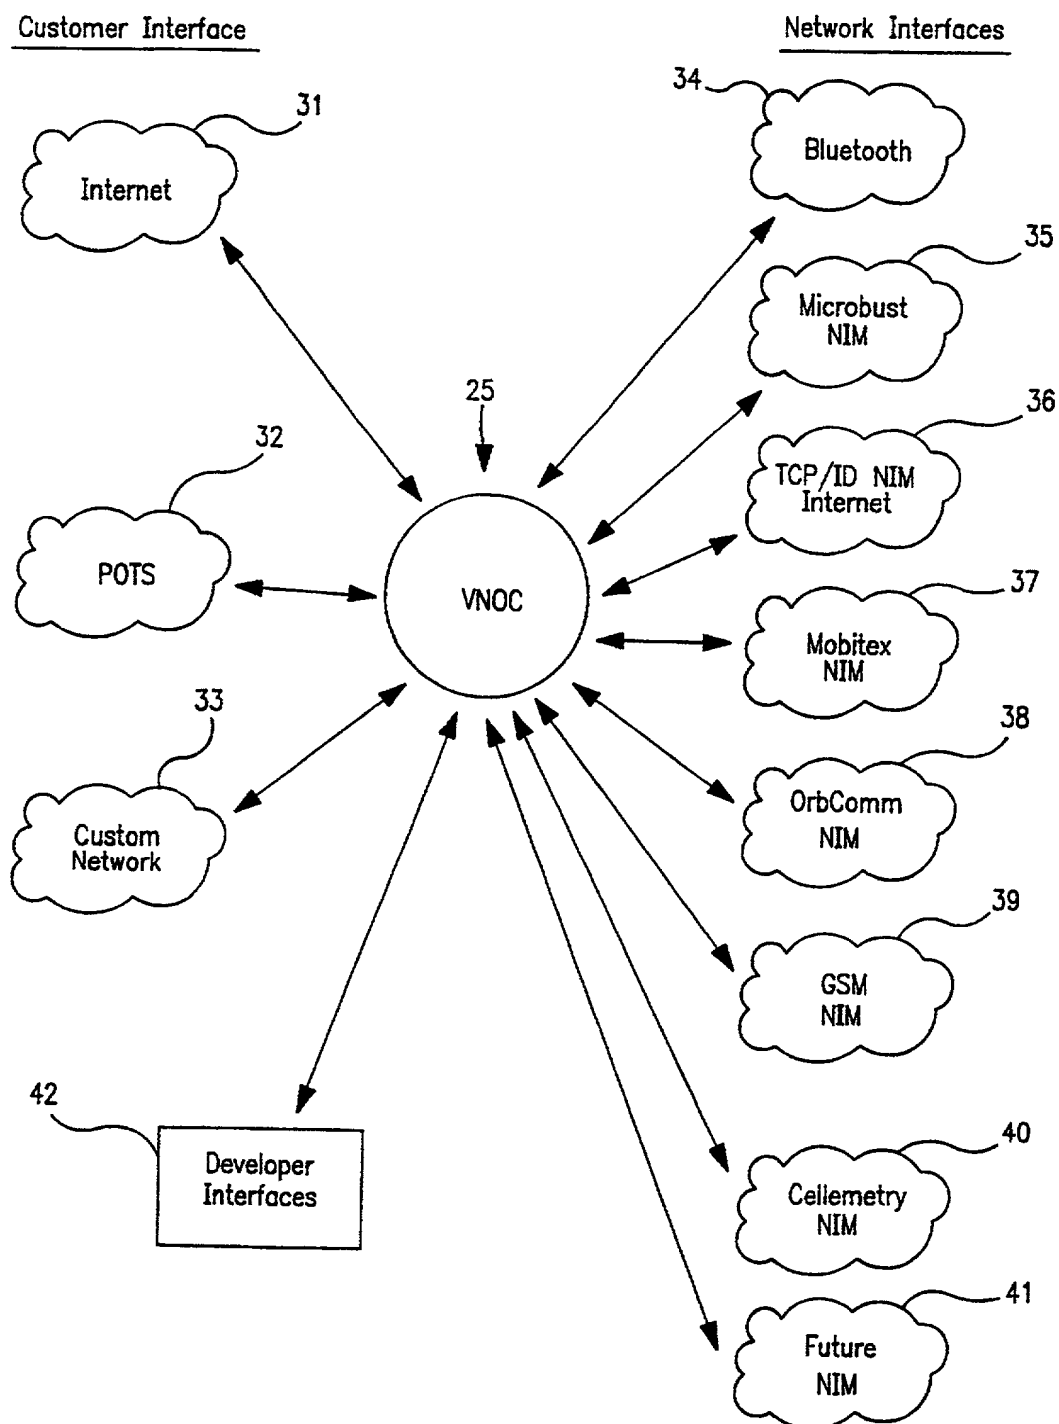 Customer Interface
Network Interfaces
31
Internet
34
Bluetooth
35
Microbust
NIM
25
36
TCP/ID NIM
Internet
32
POTS
VNOC
37
Mobitex
NIM
33
Custom
Network
38
OrbComm
NIM
39
GSM
NIM
42
Developer
Interfaces
40
Cellemetry
NIM
41
Future
NIM